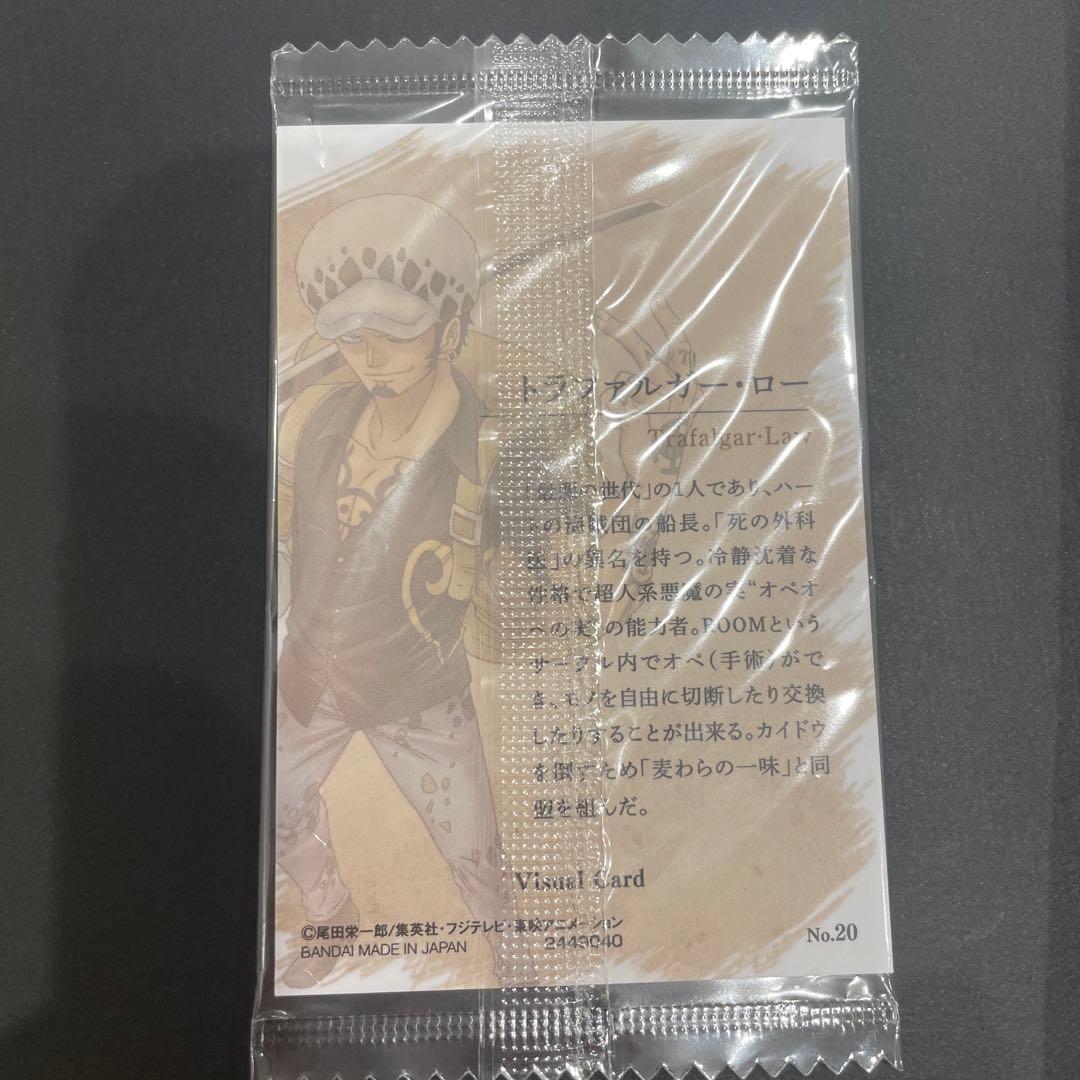 トラファルガー・ロー
Trafalgar・Law
「最悪の世代」の1人であり、ハー
トの海賊団の船長。「死の外科
医」の異名を持つ。冷静沈着な
性格で超人系悪魔の実“オペオ
ペの実”の能力者。ROOMという
サークル内でオペ（手術）がで
き、モノを自由に切断したり交換
したりすることが出来る。カイドウ
を倒すため「麦わらの一味」と同
盟を組んだ。
Visual Card
©尾田栄一郎/集英社・フジテレビ・東映アニメーション
BANDAI MADE IN JAPAN
2449040
No.20